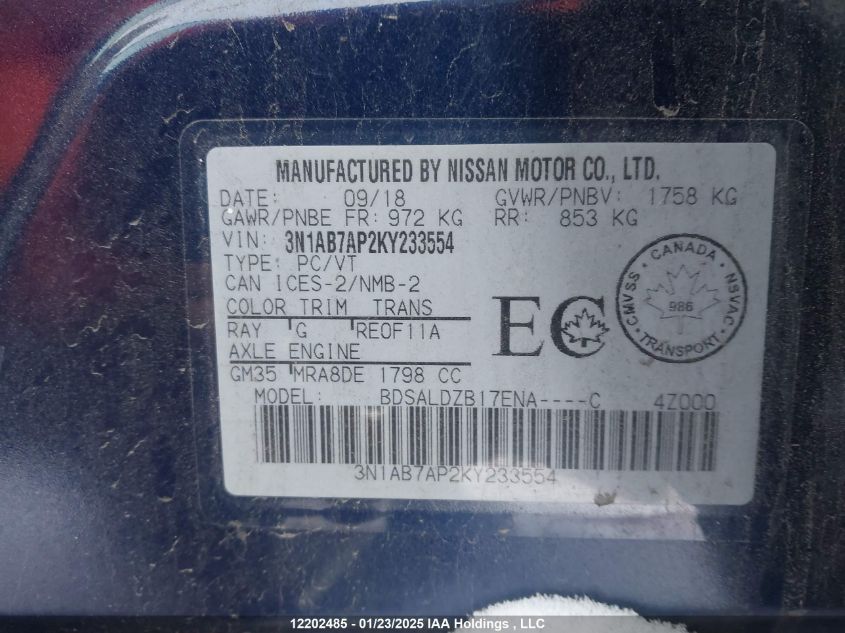 MANUFACTURED BY NISSAN MOTOR CO., LTD.
DATE: 09/18 GVWR/PNBV: 1758 KG
GAWR/PNBE FR: 972 KG RR: 853 KG
VIN: 3N1AB7AP2KY233554
TYPE: PC/VT
CAN ICES-2/NMB-2
COLOR TRIM TRANS
RAY G RE0F11A
AXLE ENGINE
GM35 MRA8DE 1798 CC
MODEL: BDSALDZB17ENA----C 4Z000
EC
CANADA
CMVSS NSVAC
986
TRANSPORT
3N1AB7AP2KY233554
12202485 - 01/23/2025 IAA Holdings , LLC